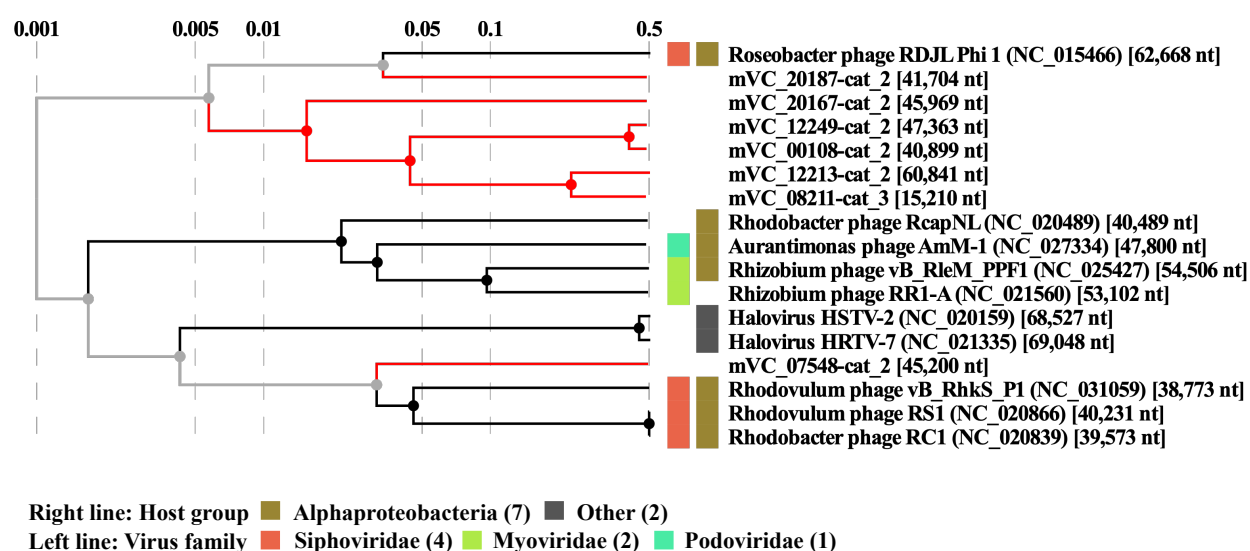 0.001 0.005 0.01 0.05 0.1 0.5
Roseobacter phage RDJL Phi 1 (NC_015466) [62,668 nt]
mVC_20187-cat_2 [41,704 nt]
mVC_20167-cat_2 [45,969 nt]
mVC_12249-cat_2 [47,363 nt]
mVC_00108-cat_2 [40,899 nt]
mVC_12213-cat_2 [60,841 nt]
mVC_08211-cat_3 [15,210 nt]
Rhodobacter phage RcapNL (NC_020489) [40,489 nt]
Aurantimonas phage AmM-1 (NC_027334) [47,800 nt]
Rhizobium phage vB_RleM_PPF1 (NC_025427) [54,506 nt]
Rhizobium phage RR1-A (NC_021560) [53,102 nt]
Halovirus HSTV-2 (NC_020159) [68,527 nt]
Halovirus HRTV-7 (NC_021335) [69,048 nt]
mVC_07548-cat_2 [45,200 nt]
Rhodovulum phage vB_RhkS_P1 (NC_031059) [38,773 nt]
Rhodovulum phage RS1 (NC_020866) [40,231 nt]
Rhodobacter phage RC1 (NC_020839) [39,573 nt]
Right line: Host group Alphaproteobacteria (7) Other (2)
Left line: Virus family Siphoviridae (4) Myoviridae (2) Podoviridae (1)